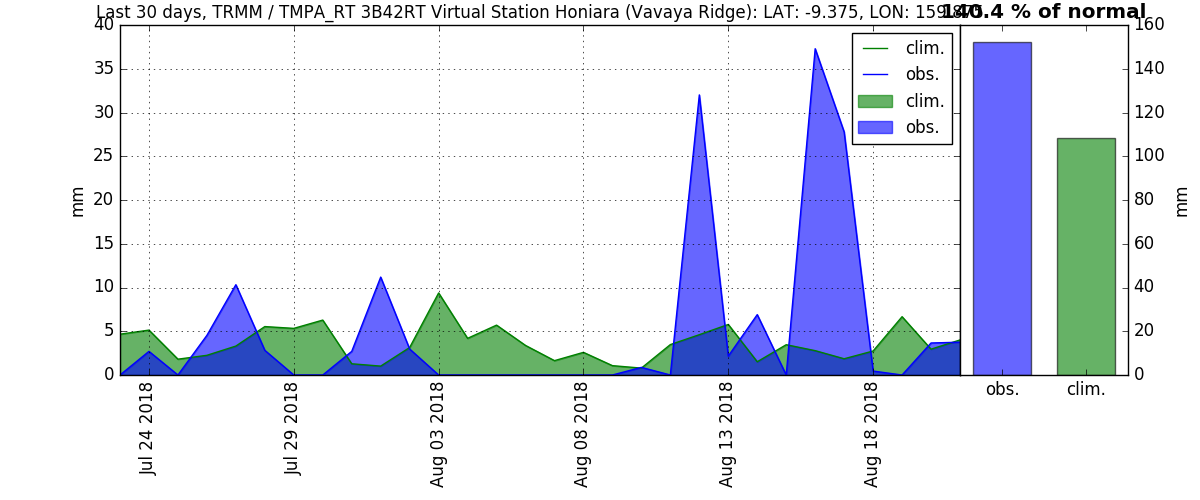 Last 30 days, TRMM / TMPA_RT 3B42RT Virtual Station Honiara (Vavaya Ridge): LAT: -9.375, LON:
140.4 % of normal
40
35
30
25
20
15
10
5
0
mm
clim.
obs.
clim.
obs.
Jul 24 2018
Jul 29 2018
Aug 03 2018
Aug 08 2018
Aug 13 2018
Aug 18 2018
160
140
120
100
80
60
40
20
0
mm
obs.
clim.